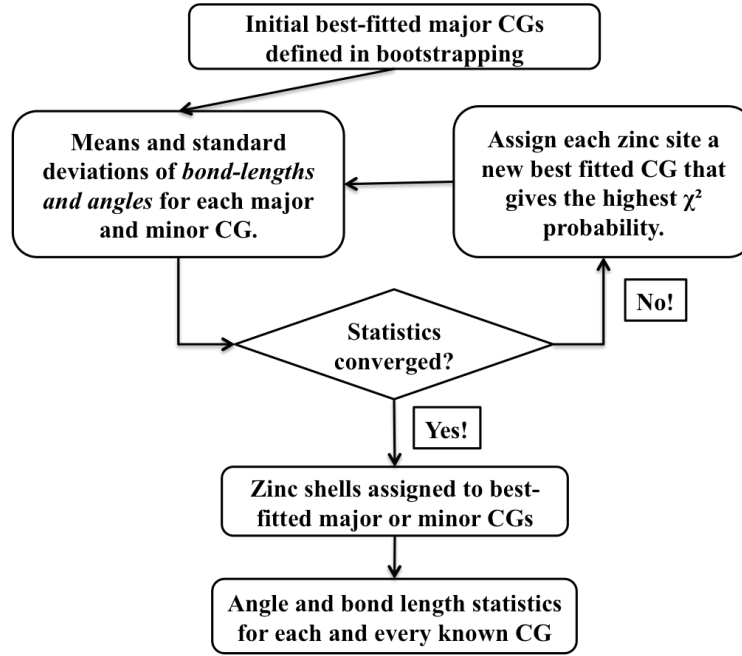 Initial best-fitted major CGs
defined in bootstrapping
Means and standard
deviations of bond-lengths
and angles for each major
and minor CG.
Assign each zinc site a
new best fitted CG that
gives the highest χ²
probability.
No!
Statistics
converged?
Yes!
Zinc shells assigned to best-
fitted major or minor CGs
Angle and bond length statistics
for each and every known CG